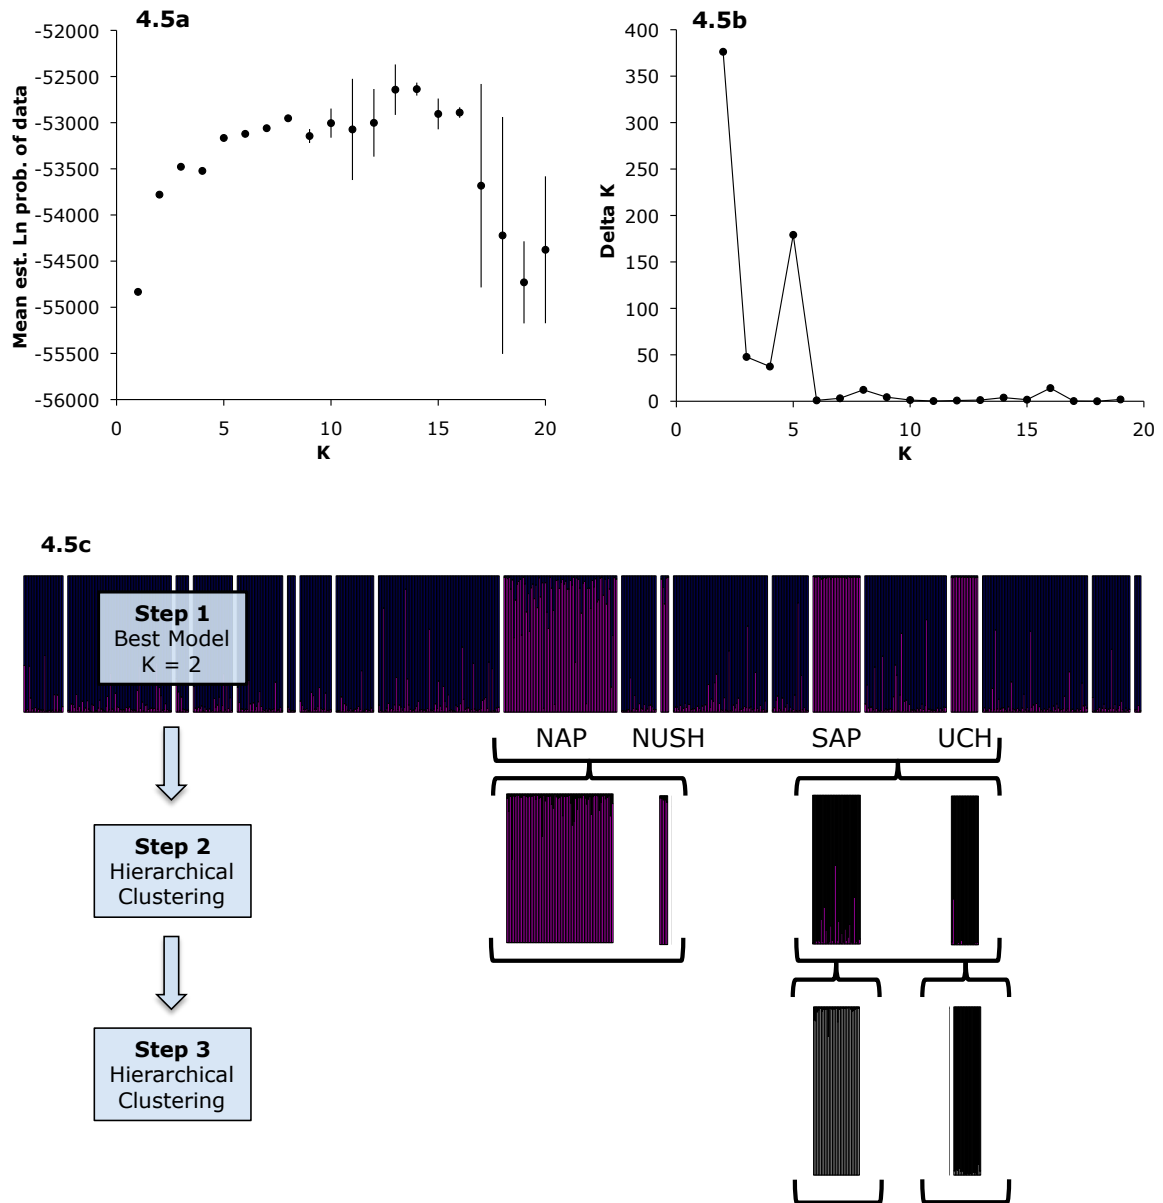 4.5a
-52000
-52500
-53000
-53500
-54000
-54500
-55000
-55500
-56000
Mean est. Ln prob. of data
0 5 10 15 20
K
4.5b
400
350
300
250
200
150
100
50
0
Delta K
0 5 10 15 20
K
4.5c
Step 1
Best Model
K = 2
NAP NUSH SAP UCH
Step 2
Hierarchical
Clustering
Step 3
Hierarchical
Clustering